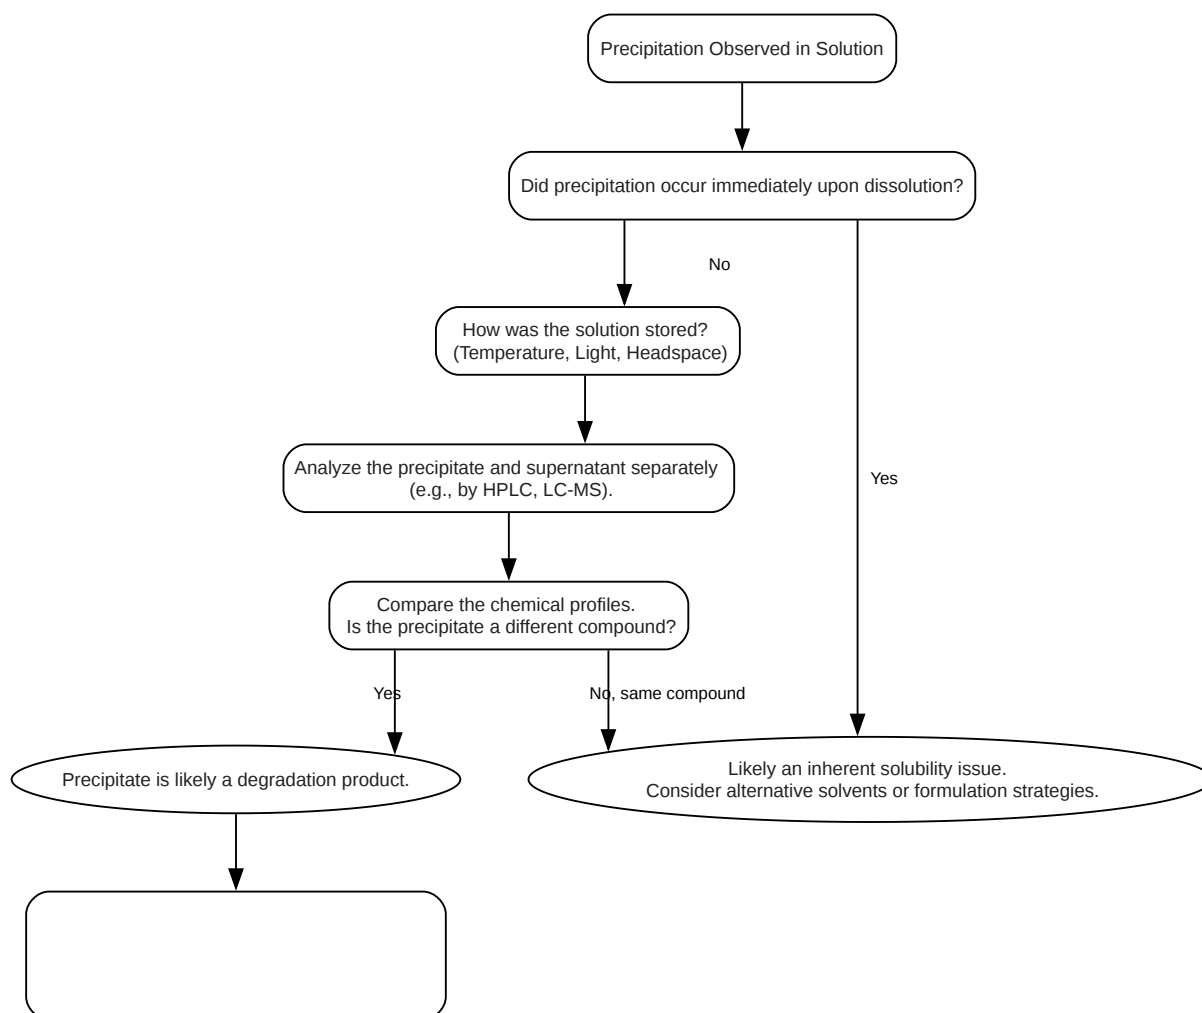 Precipitation Observed in Solution
Did precipitation occur immediately upon dissolution?
No
How was the solution stored?
(Temperature, Light, Headspace)
Analyze the precipitate and supernatant separately
(e.g., by HPLC, LC-MS).
Yes
Compare the chemical profiles.
Is the precipitate a different compound?
Yes
No, same compound
Precipitate is likely a degradation product.
Likely an inherent solubility issue.
Consider alternative solvents or formulation strategies.